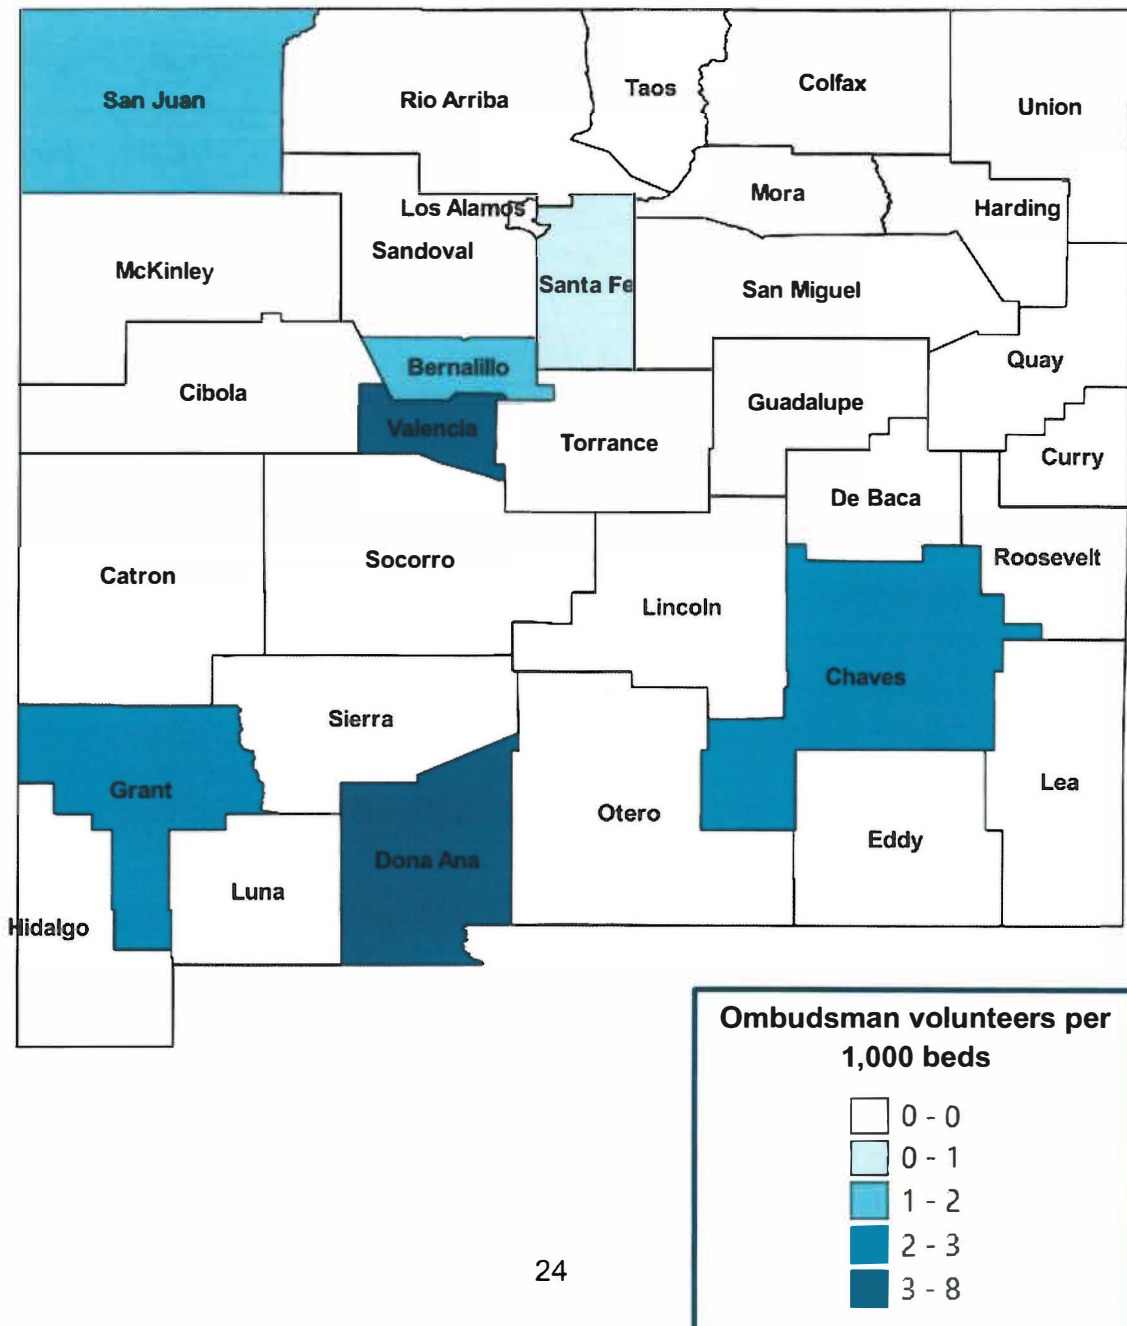 San Juan
Rio Arriba
Taos
Colfax
Union
Los Alamos
Mora
Harding
McKinley
Sandoval
Santa Fe
San Miguel
Cibola
Bernalillo
Quay
Valencia
Torrance
Guadalupe
Curry
De Baca
Catron
Socorro
Lincoln
Roosevelt
Chaves
Sierra
Grant
Dona Ana
Otero
Eddy
Lea
Luna
Hidalgo
Ombudsman volunteers per
1,000 beds
0 - 0
0 - 1
1 - 2
2 - 3
3 - 8
24